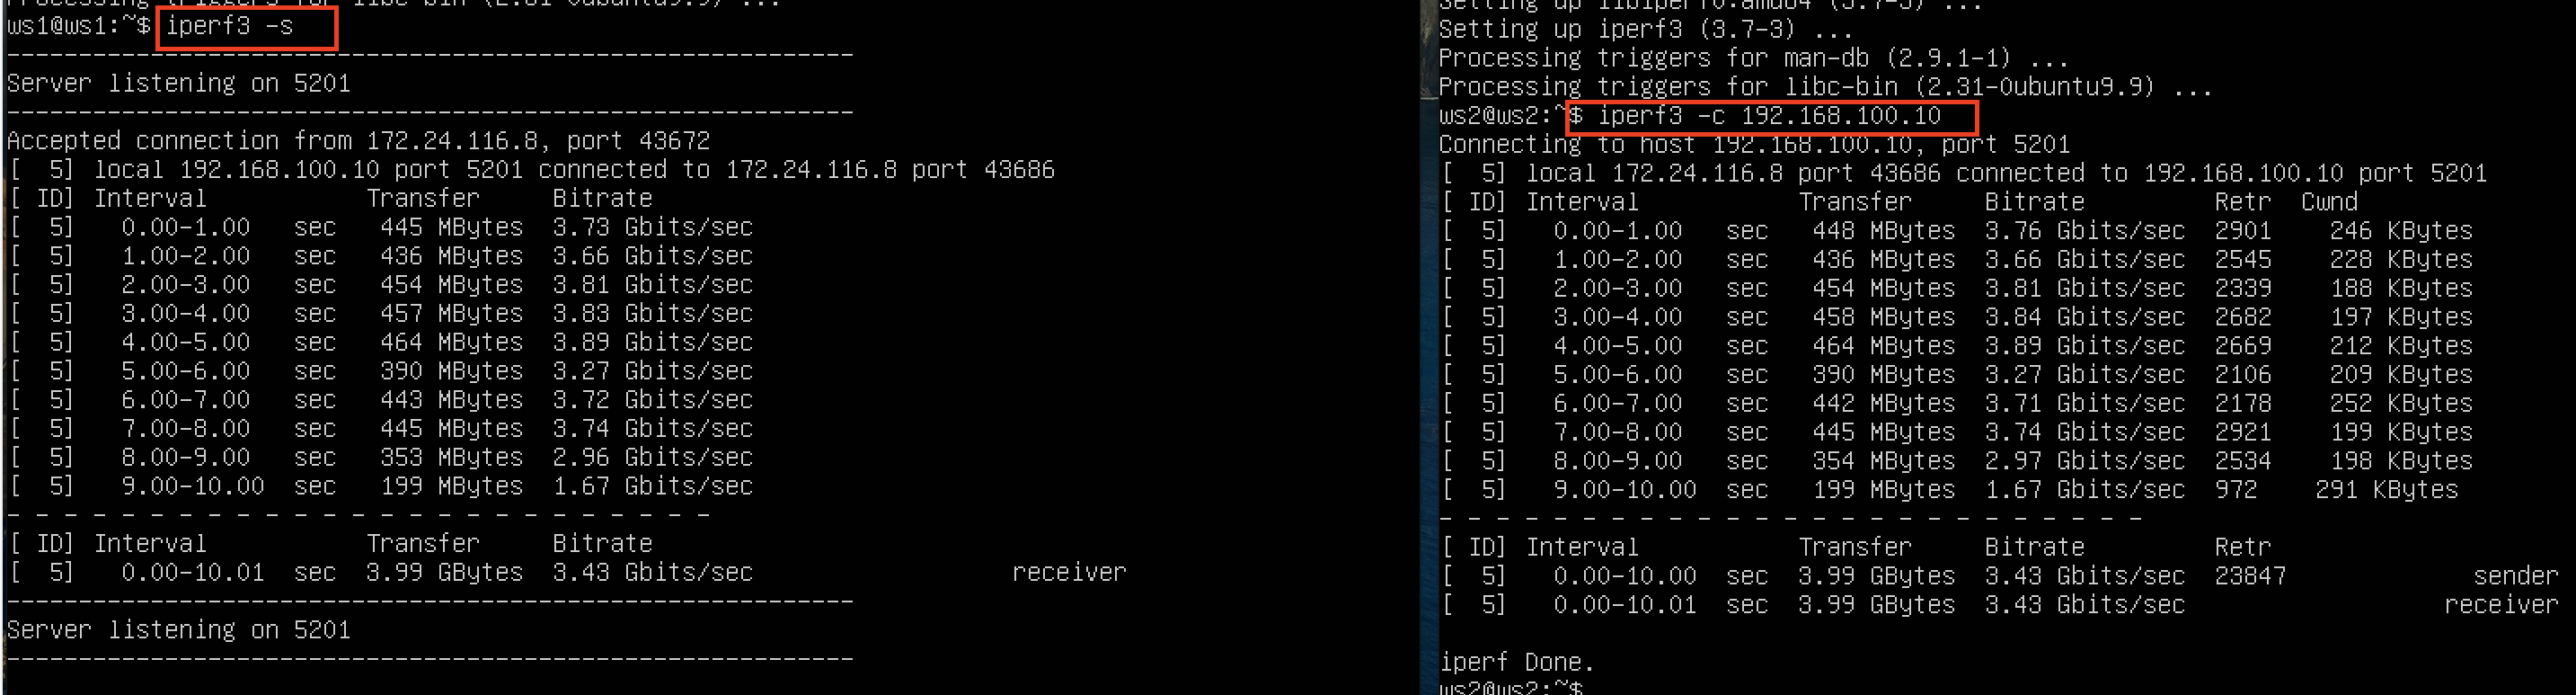 Processing triggers for libc-bin (2.31-0ubuntu9.9) ...
ws1@ws1:~$ iperf3 -s
-----------------------------------------------------------
Server listening on 5201
-----------------------------------------------------------
Accepted connection from 172.24.116.8, port 43672
[  5] local 192.168.100.10 port 5201 connected to 172.24.116.8 port 43686
[ ID] Interval           Transfer     Bitrate
[  5]   0.00-1.00   sec   445 MBytes  3.73 Gbits/sec
[  5]   1.00-2.00   sec   436 MBytes  3.66 Gbits/sec
[  5]   2.00-3.00   sec   454 MBytes  3.81 Gbits/sec
[  5]   3.00-4.00   sec   457 MBytes  3.83 Gbits/sec
[  5]   4.00-5.00   sec   464 MBytes  3.89 Gbits/sec
[  5]   5.00-6.00   sec   390 MBytes  3.27 Gbits/sec
[  5]   6.00-7.00   sec   443 MBytes  3.72 Gbits/sec
[  5]   7.00-8.00   sec   445 MBytes  3.74 Gbits/sec
[  5]   8.00-9.00   sec   353 MBytes  2.96 Gbits/sec
[  5]   9.00-10.00  sec   199 MBytes  1.67 Gbits/sec
- - - - - - - - - - - - - - - - - - - - - - - - -
[ ID] Interval           Transfer     Bitrate
[  5]   0.00-10.01  sec  3.99 GBytes  3.43 Gbits/sec                  receiver
-----------------------------------------------------------
Server listening on 5201
-----------------------------------------------------------
Setting up libiperf0:amd64 (3.7-3) ...
Setting up iperf3 (3.7-3) ...
Processing triggers for man-db (2.9.1-1) ...
Processing triggers for libc-bin (2.31-0ubuntu9.9) ...
ws2@ws2:~$ iperf3 -c 192.168.100.10
Connecting to host 192.168.100.10, port 5201
[  5] local 172.24.116.8 port 43686 connected to 192.168.100.10 port 5201
[ ID] Interval           Transfer     Bitrate         Retr  Cwnd
[  5]   0.00-1.00   sec   448 MBytes  3.76 Gbits/sec  2901    246 KBytes
[  5]   1.00-2.00   sec   436 MBytes  3.66 Gbits/sec  2545    228 KBytes
[  5]   2.00-3.00   sec   454 MBytes  3.81 Gbits/sec  2339    188 KBytes
[  5]   3.00-4.00   sec   458 MBytes  3.84 Gbits/sec  2682    197 KBytes
[  5]   4.00-5.00   sec   464 MBytes  3.89 Gbits/sec  2669    212 KBytes
[  5]   5.00-6.00   sec   390 MBytes  3.27 Gbits/sec  2106    209 KBytes
[  5]   6.00-7.00   sec   442 MBytes  3.71 Gbits/sec  2178    252 KBytes
[  5]   7.00-8.00   sec   445 MBytes  3.74 Gbits/sec  2921    199 KBytes
[  5]   8.00-9.00   sec   354 MBytes  2.97 Gbits/sec  2534    198 KBytes
[  5]   9.00-10.00  sec   199 MBytes  1.67 Gbits/sec  972    291 KBytes
- - - - - - - - - - - - - - - - - - - - - - - - -
[ ID] Interval           Transfer     Bitrate         Retr
[  5]   0.00-10.00  sec  3.99 GBytes  3.43 Gbits/sec  23847             sender
[  5]   0.00-10.01  sec  3.99 GBytes  3.43 Gbits/sec                  receiver
iperf Done.
ws2@ws2:~$